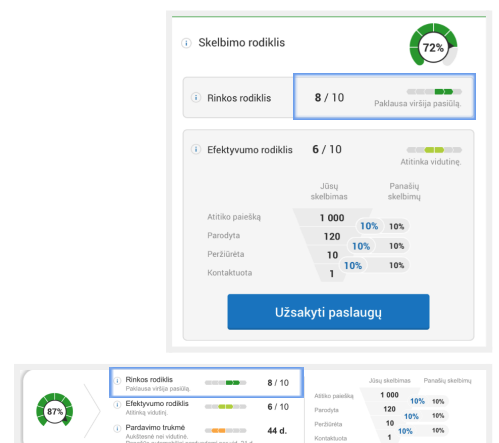 Skelbimo rodiklis
72%
Rinkos rodiklis 8 / 10
Paklausa viršija pasiūlą.
Efektyvumo rodiklis 6 / 10
Atitinka vidutinę.
Jūsų skelbimas Panašių skelbimų
Atitiko paiešką 1 000
10% 10%
Parodyta 120
10% 10%
Peržiūrėta 10
10% 10%
Kontaktuota 1
Užsakyti paslaugų
87%
Rinkos rodiklis 8 / 10
Paklausa viršija pasiūlą.
Efektyvumo rodiklis 6 / 10
Atitinką vidutinį.
Pardavimo trukmė 44 d.
Aukštesnė nei vidutinė.
Jūsų skelbimas Panašių skelbimų
Atitiko paiešką 1 000
10% 10%
Parodyta 120
10% 10%
Peržiūrėta 10
10% 10%
Kontaktuota 1